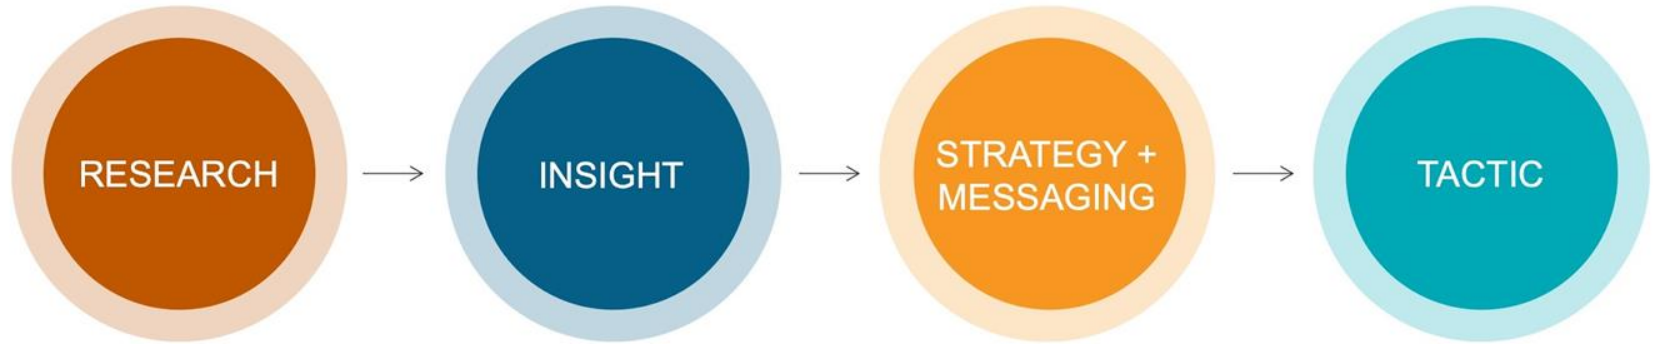 RESEARCH
INSIGHT
STRATEGY +
MESSAGING
TACTIC